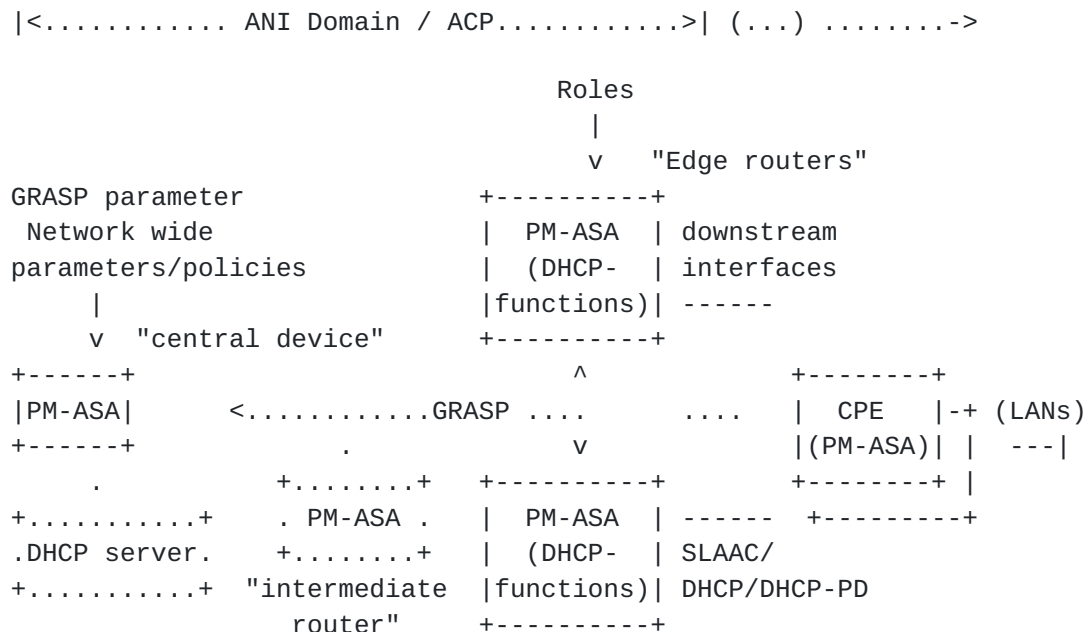 |<............ ANI Domain / ACP............>| (...) ........->
Roles
|
v   "Edge routers"
GRASP parameter               +----------+
 Network wide                 |  PM-ASA  | downstream
parameters/policies           |  (DHCP-  | interfaces
     |                        |functions)| ------
     v  "central device"      +----------+
+------+                            ^             +--------+
|PM-ASA|      <............GRASP ....      ....   |  CPE   |-+ (LANs)
+------+              .             v             |(PM-ASA)| |  ---|
     .           +........+   +----------+        +--------+ |
+...........+    . PM-ASA .   |  PM-ASA  | ------  +---------+
.DHCP server.    +........+   |  (DHCP-  | SLAAC/
+...........+  "intermediate  |functions)| DHCP/DHCP-PD
                  router"     +----------+